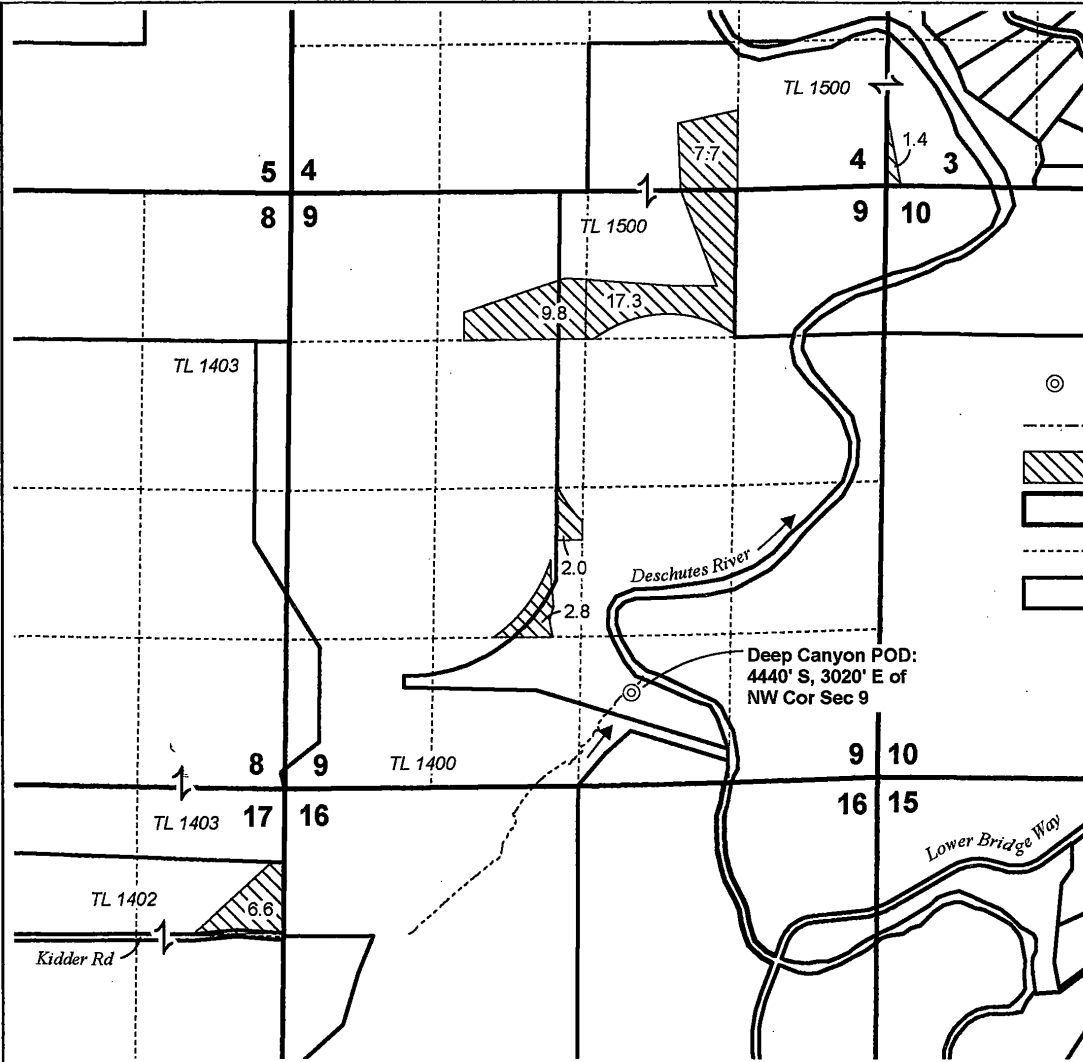 TL 1500
1.4
7.7
5 4
4 3
8 9
9 10
TL 1500
17.3
9.8
TL 1403
2.0
Deschutes River
2.8
Deep Canyon POD:
4440' S, 3020' E of
NW Cor Sec 9
8 9
TL 1400
9 10
17 16
16 15
TL 1403
Lower Bridge Way
TL 1402
6.6
Kidder Rd